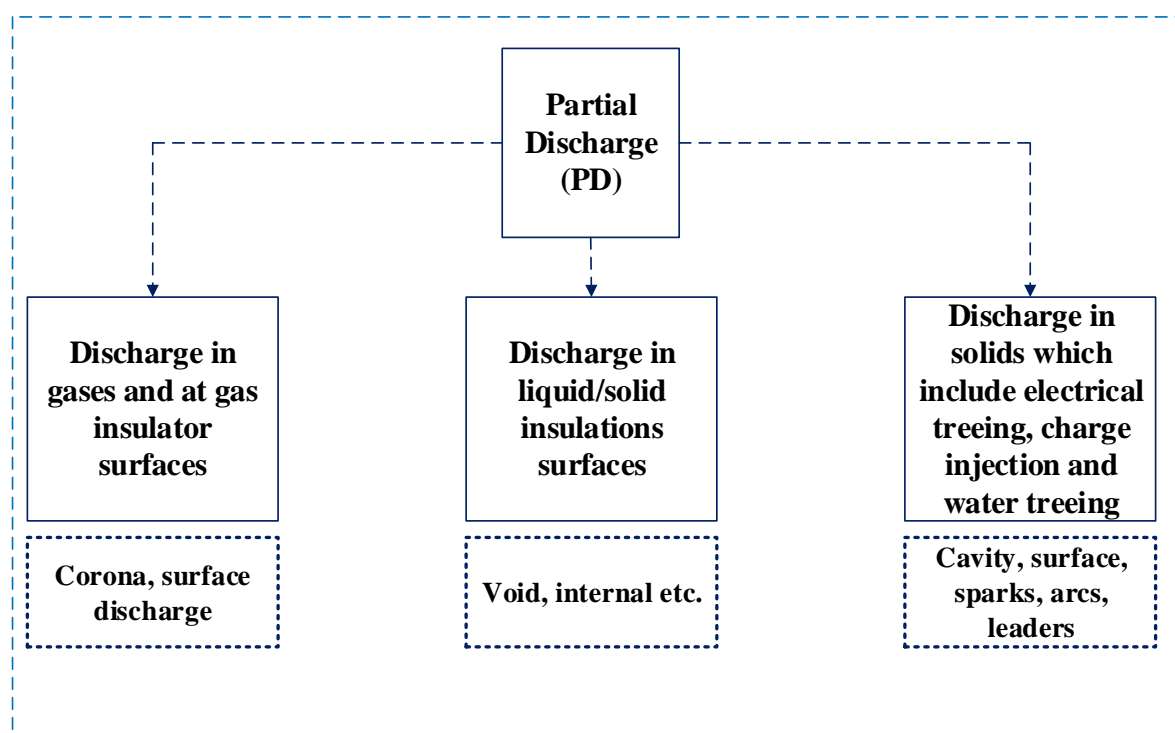 Partial
Discharge
(PD)
Discharge in
gases and at gas
insulator
surfaces
Discharge in
liquid/solid
insulations
surfaces
Discharge in
solids which
include electrical
treeing, charge
injection and
water treeing
Corona, surface
discharge
Void, internal etc.
Cavity, surface,
sparks, arcs,
leaders